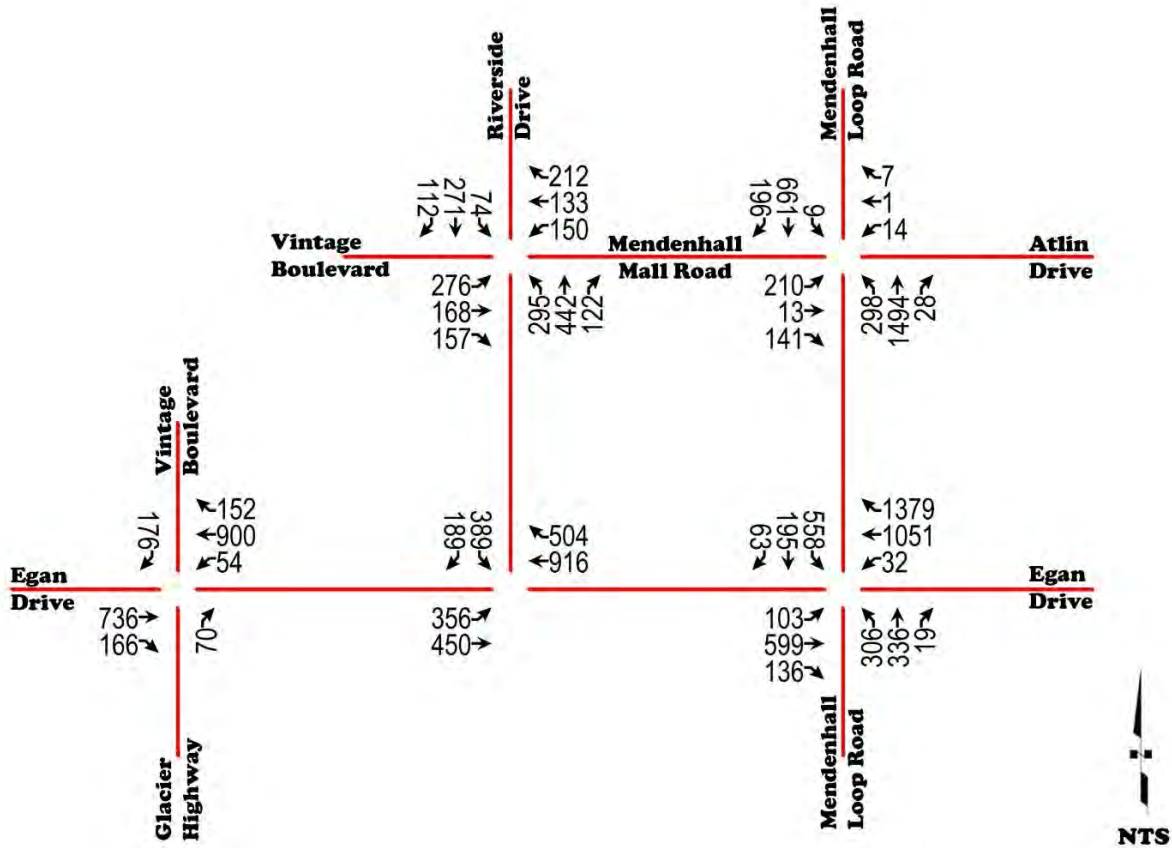 Riverside
Drive
Mendenhall
Loop Road
112
271
74
212
133
150
196
661
9
7
1
14
Vintage
Boulevard
Mendenhall
Mall Road
Atlin
Drive
276
168
157
295
442
122
210
13
141
298
1494
28
Vintage
Boulevard
176
152
900
54
189
389
504
916
63
195
558
1379
1051
32
Egan
Drive
Egan
Drive
736
166
70
356
450
103
599
136
306
336
19
Glacier
Highway
Mendenhall
Loop Road
NTS